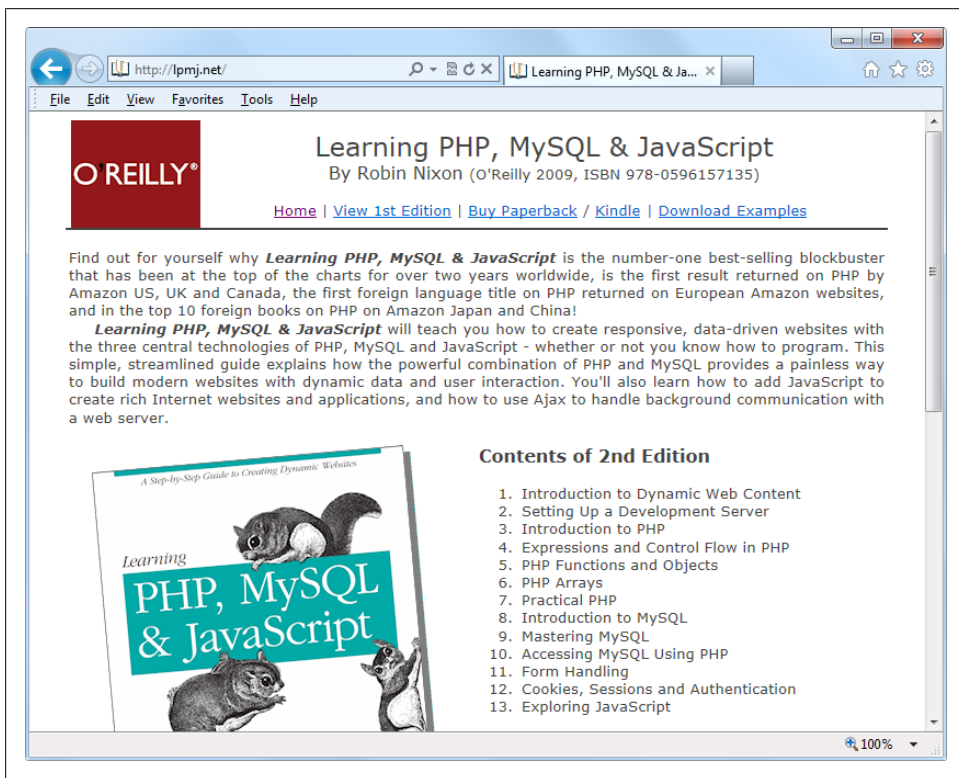 http://lpmj.net/
Learning PHP, MySQL & Ja...
File Edit View Favorites Tools Help
O'REILLY®
Learning PHP, MySQL & JavaScript
By Robin Nixon (O'Reilly 2009, ISBN 978-0596157135)
Home | View 1st Edition | Buy Paperback / Kindle | Download Examples
Find out for yourself why Learning PHP, MySQL & JavaScript is the number-one best-selling blockbuster
that has been at the top of the charts for over two years worldwide, is the first result returned on PHP by
Amazon US, UK and Canada, the first foreign language title on PHP returned on European Amazon websites,
and in the top 10 foreign books on PHP on Amazon Japan and China!
Learning PHP, MySQL & JavaScript will teach you how to create responsive, data-driven websites with
the three central technologies of PHP, MySQL and JavaScript - whether or not you know how to program. This
simple, streamlined guide explains how the powerful combination of PHP and MySQL provides a painless way
to build modern websites with dynamic data and user interaction. You'll also learn how to add JavaScript to
create rich Internet websites and applications, and how to use Ajax to handle background communication with
a web server.
A Step-by-Step Guide to Creating Dynamic Websites
Learning
PHP, MySQL
& JavaScript
Contents of 2nd Edition
1. Introduction to Dynamic Web Content
2. Setting Up a Development Server
3. Introduction to PHP
4. Expressions and Control Flow in PHP
5. PHP Functions and Objects
6. PHP Arrays
7. Practical PHP
8. Introduction to MySQL
9. Mastering MySQL
10. Accessing MySQL Using PHP
11. Form Handling
12. Cookies, Sessions and Authentication
13. Exploring JavaScript
100%